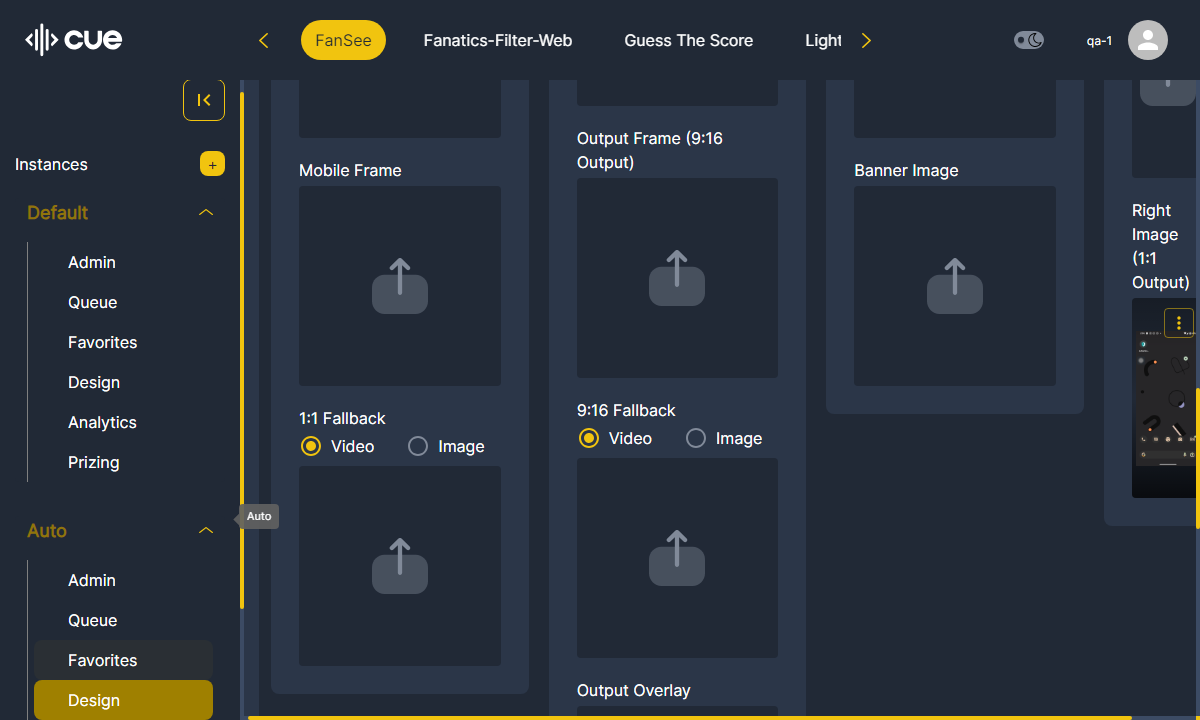 cue
FanSee
Fanatics-Filter-Web
Guess The Score
Light
qa-1
Instances
+
Default
Admin
Queue
Favorites
Design
Analytics
Prizing
Auto
Auto
Admin
Queue
Favorites
Design
Mobile Frame
1:1 Fallback
Video
Image
Output Frame (9:16
Output)
9:16 Fallback
Video
Image
Output Overlay
Banner Image
Right
Image
(1:1
Output)